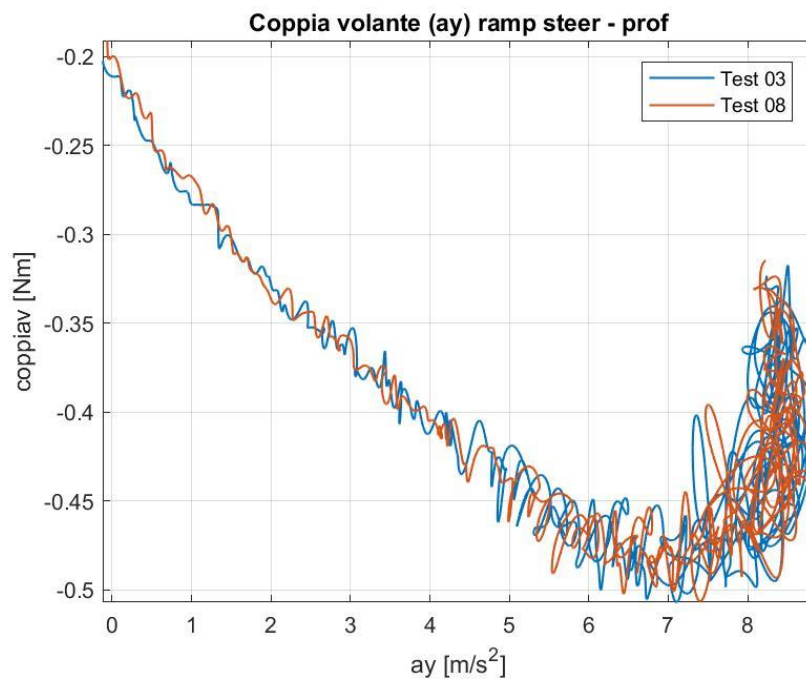 Coppia volante (ay) ramp steer - prof
Test 03
Test 08
-0.2
-0.25
-0.3
-0.35
-0.4
-0.45
-0.5
coppiav [Nm]
0 1 2 3 4 5 6 7 8
ay [m/s²]